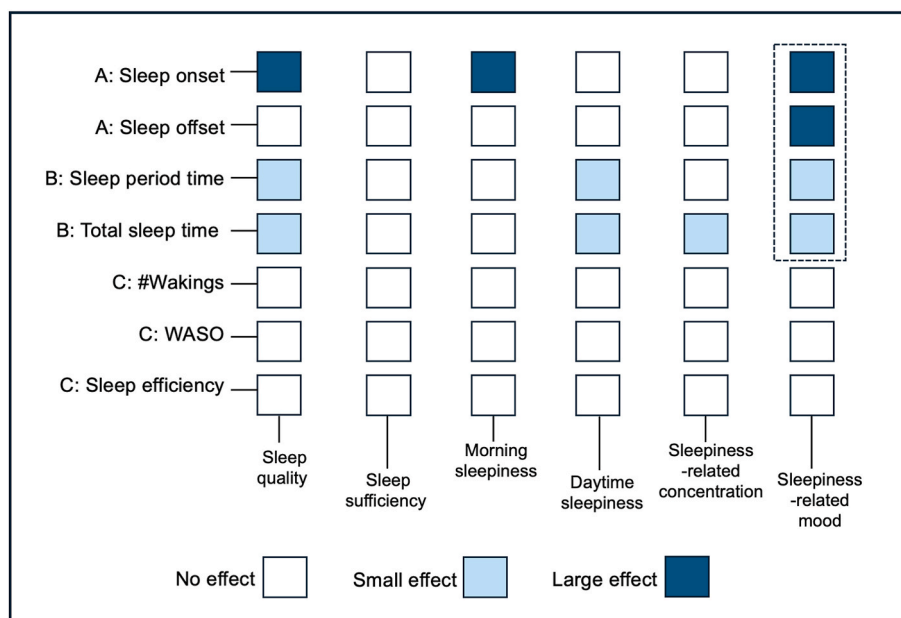 A: Sleep onset
A: Sleep offset
B: Sleep period time
B: Total sleep time
C: #Wakings
C: WASO
C: Sleep efficiency
Sleep
quality
Sleep
sufficiency
Morning
sleepiness
Daytime
sleepiness
Sleepiness
-related
concentration
Sleepiness
-related
mood
No effect
Small effect
Large effect